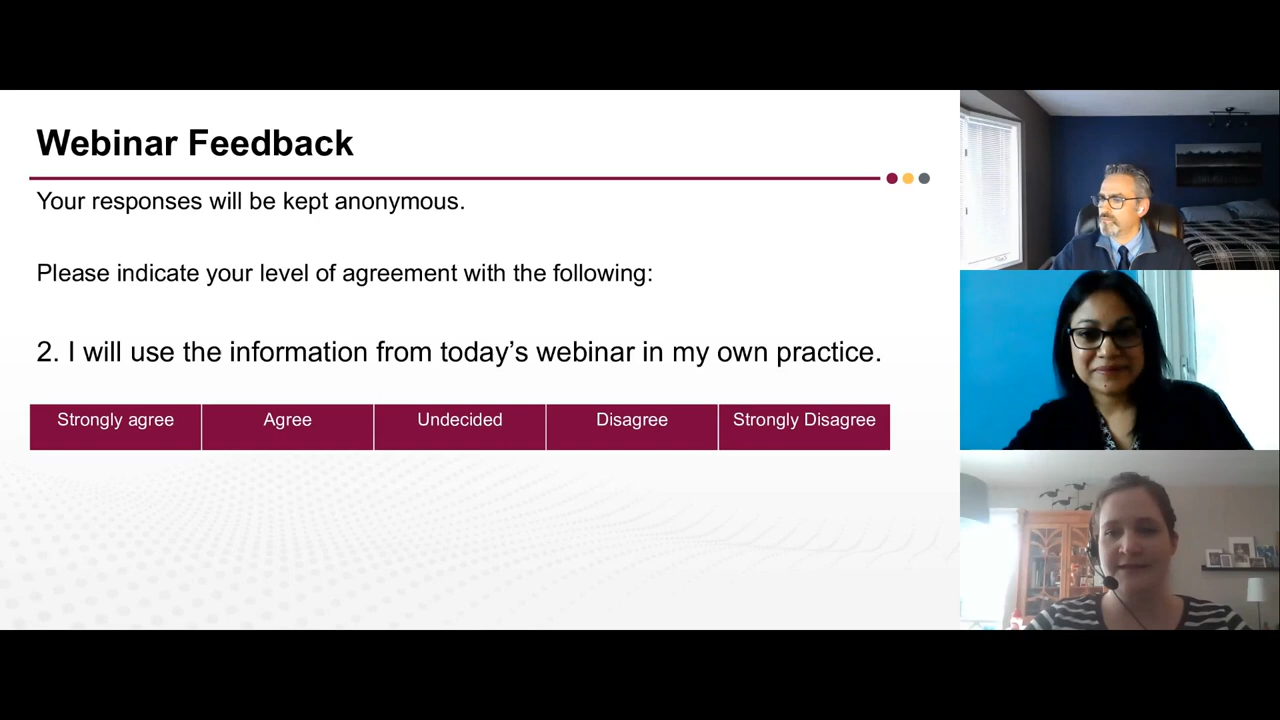 Webinar Feedback
Your responses will be kept anonymous.
Please indicate your level of agreement with the following:
2. I will use the information from today’s webinar in my own practice.
Strongly agree Agree Undecided Disagree Strongly Disagree